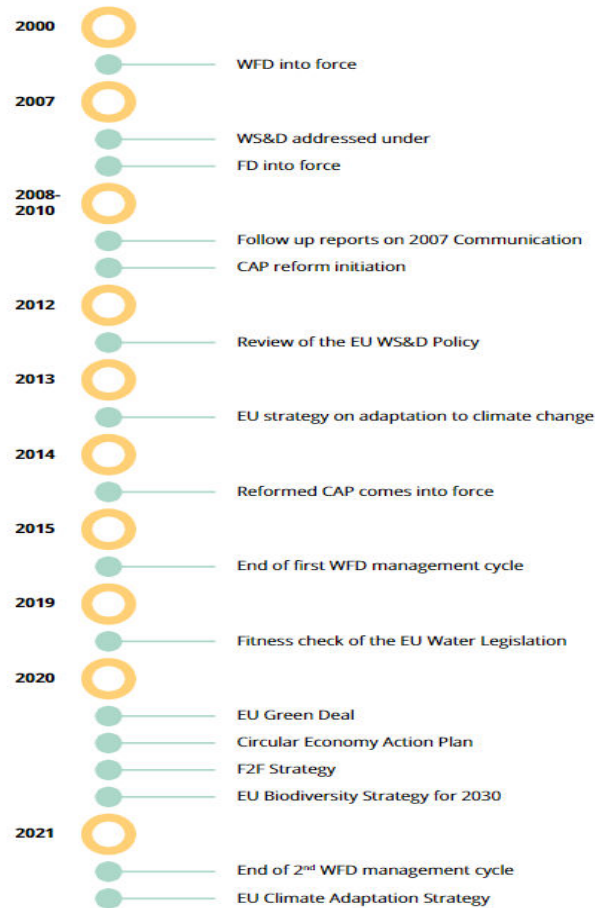 2000
WFD into force
2007
WS&D addressed under
FD into force
2008-
2010
Follow up reports on 2007 Communication
CAP reform initiation
2012
Review of the EU WS&D Policy
2013
EU strategy on adaptation to climate change
2014
Reformed CAP comes into force
2015
End of first WFD management cycle
2019
Fitness check of the EU Water Legislation
2020
EU Green Deal
Circular Economy Action Plan
F2F Strategy
EU Biodiversity Strategy for 2030
2021
End of 2nd WFD management cycle
EU Climate Adaptation Strategy